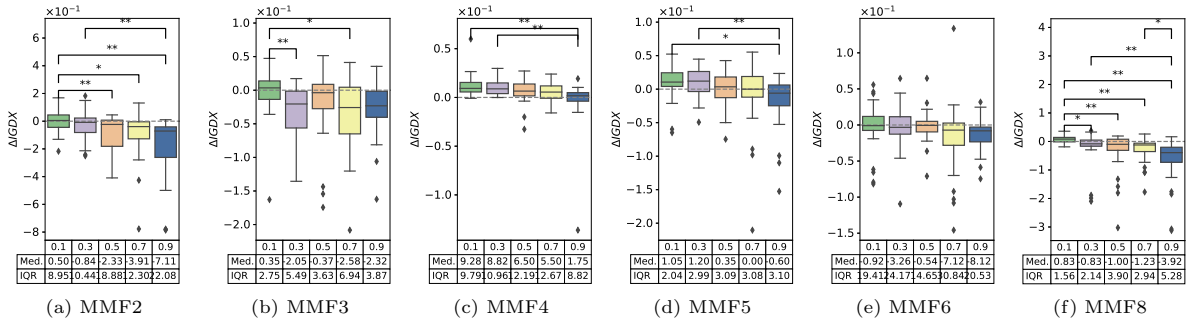 ×10⁻¹
ΔIGDX
6
4
2
0
−2
−4
−6
−8
**
**
*
**
0.1 0.3 0.5 0.7 0.9
Med. 0.50 -0.84 -2.33 -3.91 -7.11
IQR 8.95 10.44 18.88 12.30 22.08
(a) MMF2
×10⁻¹
ΔIGDX
1.0
0.5
0.0
−0.5
−1.0
−1.5
−2.0
*
**
0.1 0.3 0.5 0.7 0.9
Med. 0.35 -2.05 -0.37 -2.58 -2.32
IQR 2.75 5.49 3.63 6.94 3.87
(b) MMF3
×10⁻¹
ΔIGDX
0.5
0.0
−0.5
−1.0
**
**
0.1 0.3 0.5 0.7 0.9
Med. 9.28 8.82 6.50 5.50 1.75
IQR 9.79 10.96 12.19 12.67 8.82
(c) MMF4
×10⁻¹
ΔIGDX
1.0
0.5
0.0
−0.5
−1.0
−1.5
−2.0
**
*
0.1 0.3 0.5 0.7 0.9
Med. 1.05 1.20 0.35 0.00 -0.60
IQR 2.04 2.99 3.09 3.08 3.10
(d) MMF5
×10⁻¹
ΔIGDX
1.0
0.5
0.0
−0.5
−1.0
−1.5
0.1 0.3 0.5 0.7 0.9
Med. -0.92 -3.26 -0.54 -7.12 -8.12
IQR 19.41 24.17 14.65 30.84 20.53
(e) MMF6
ΔIGDX
4
3
2
1
0
−1
−2
−3
*
**
**
**
**
*
0.1 0.3 0.5 0.7 0.9
Med. 0.83 -0.83 -1.00 -1.23 -3.92
IQR 1.56 2.14 3.90 2.94 5.28
(f) MMF8